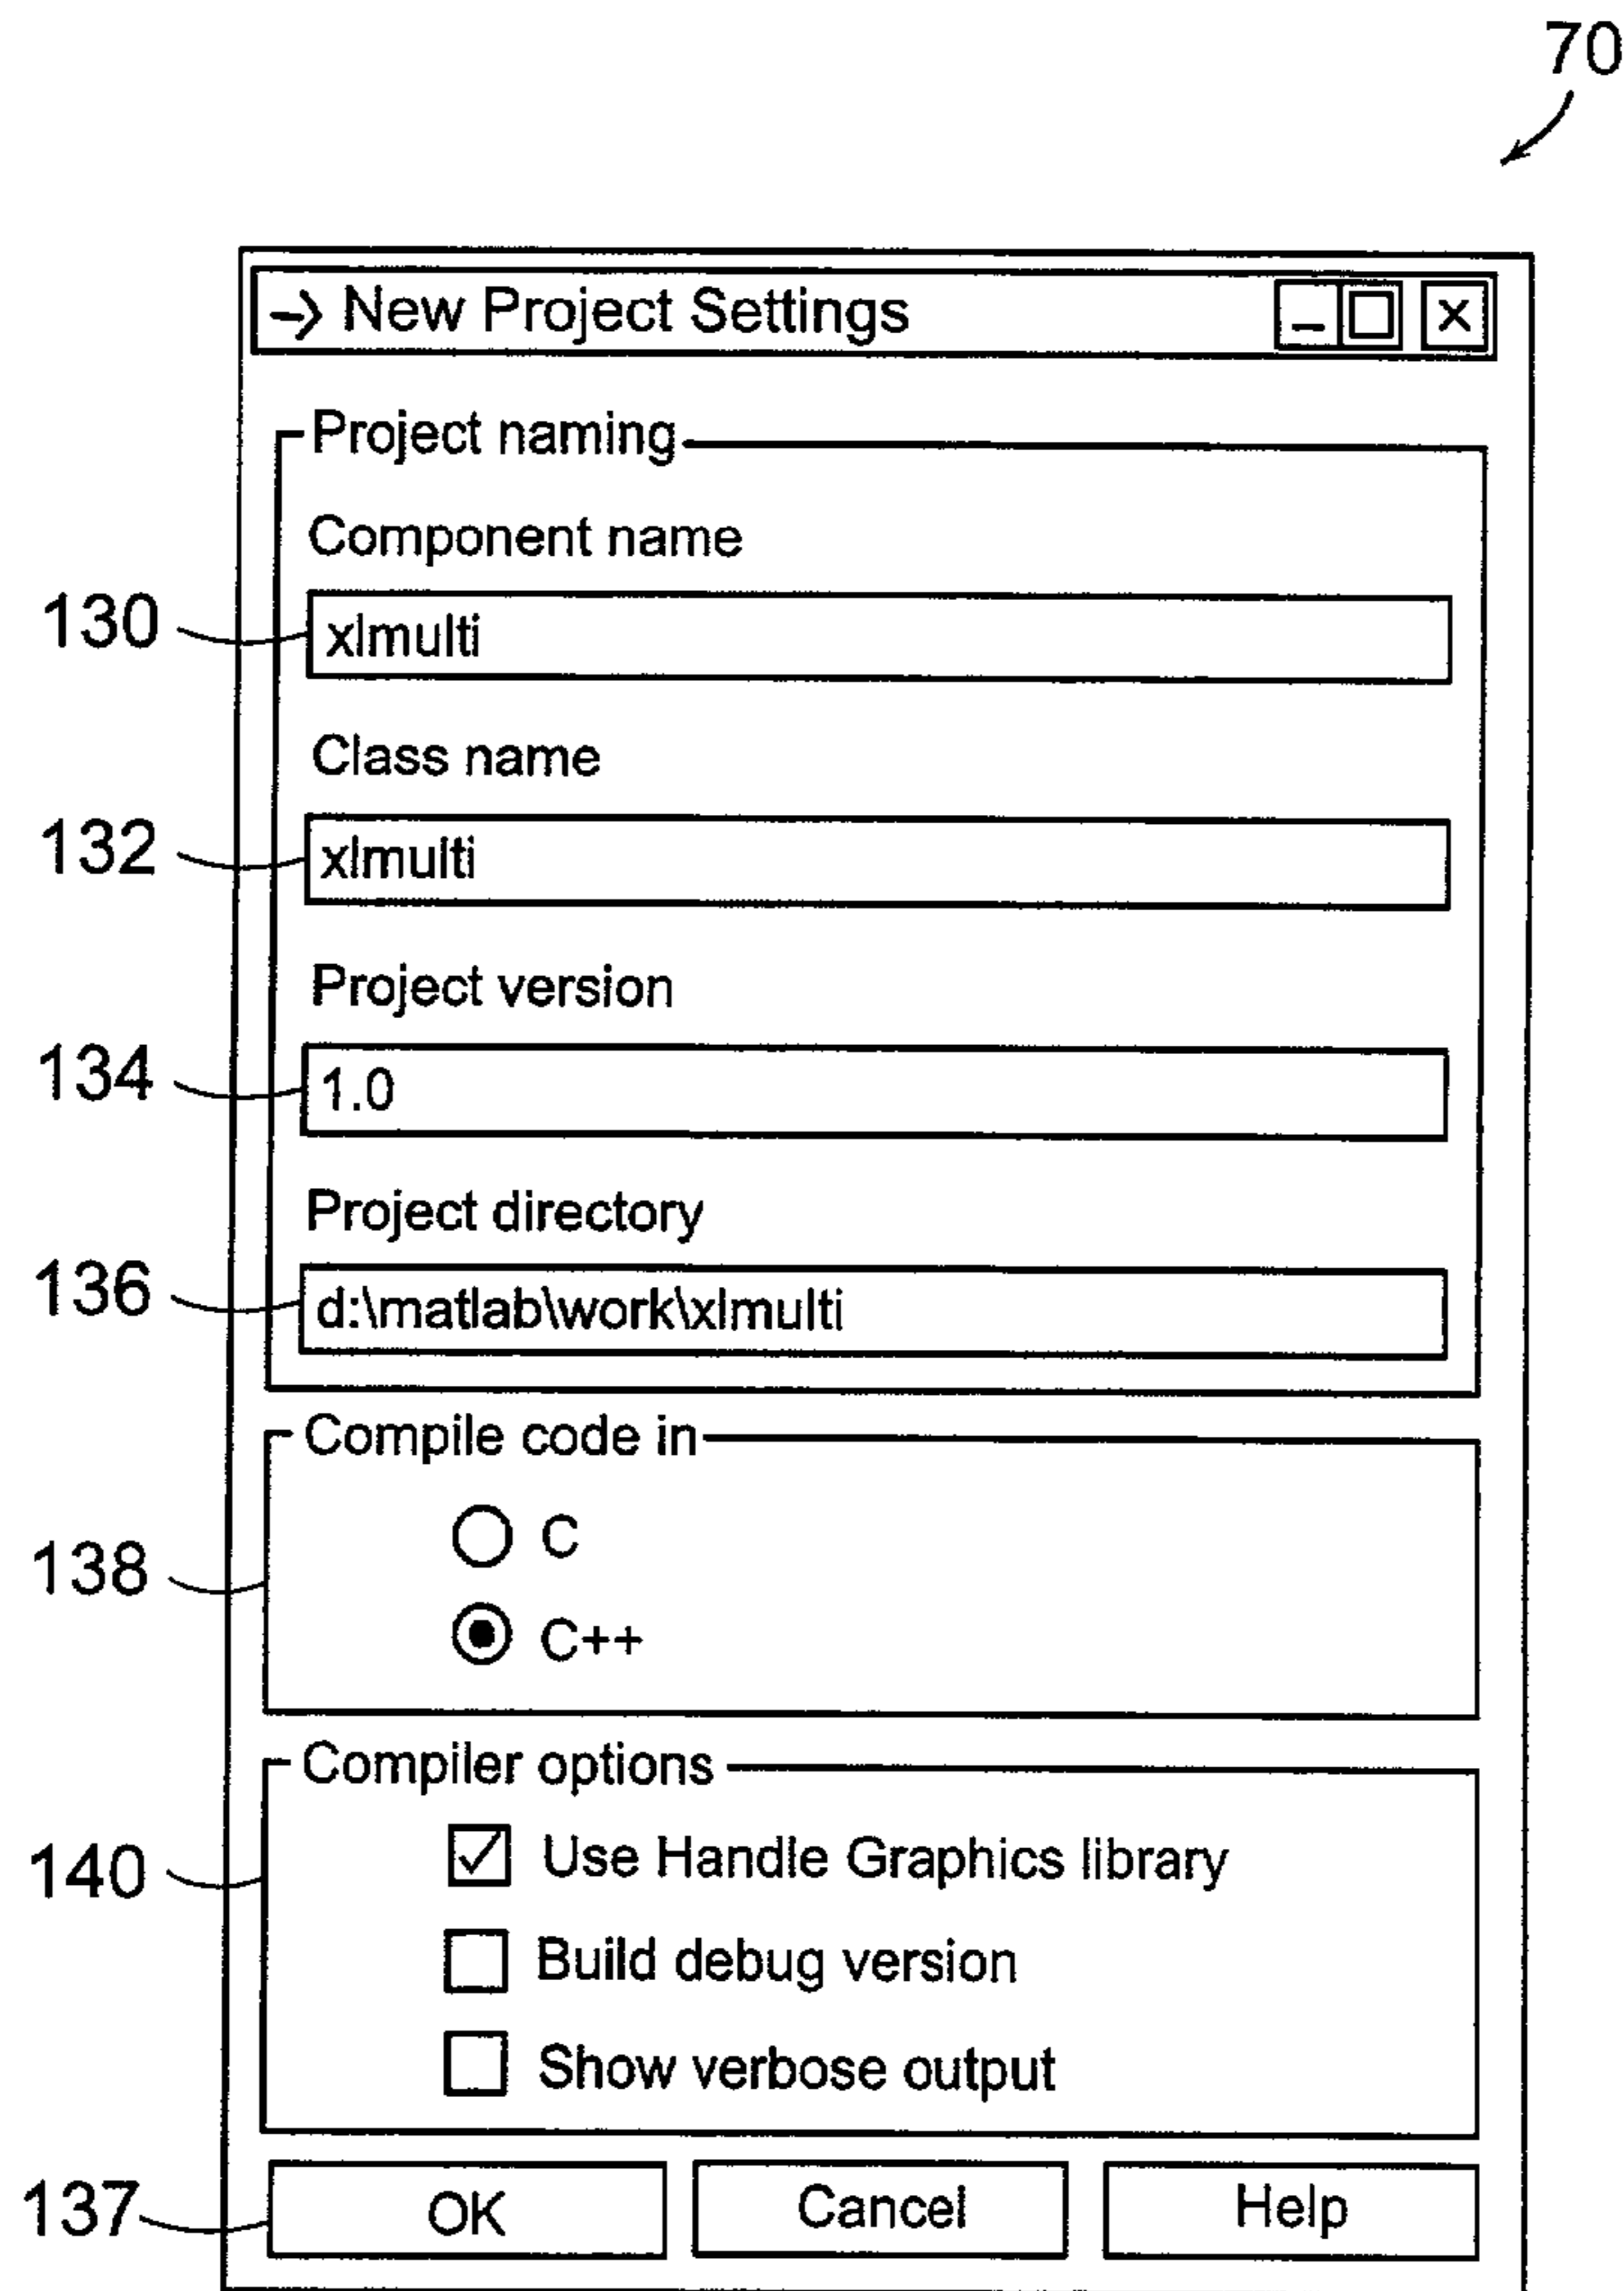 70
New Project Settings
Project naming
Component name
130
xlmulti
Class name
132
xlmulti
Project version
134
1.0
Project directory
136
d:\matlab\work\xlmulti
Compile code in
138
C
C++
Compiler options
140
Use Handle Graphics library
Build debug version
Show verbose output
137
OK Cancel Help